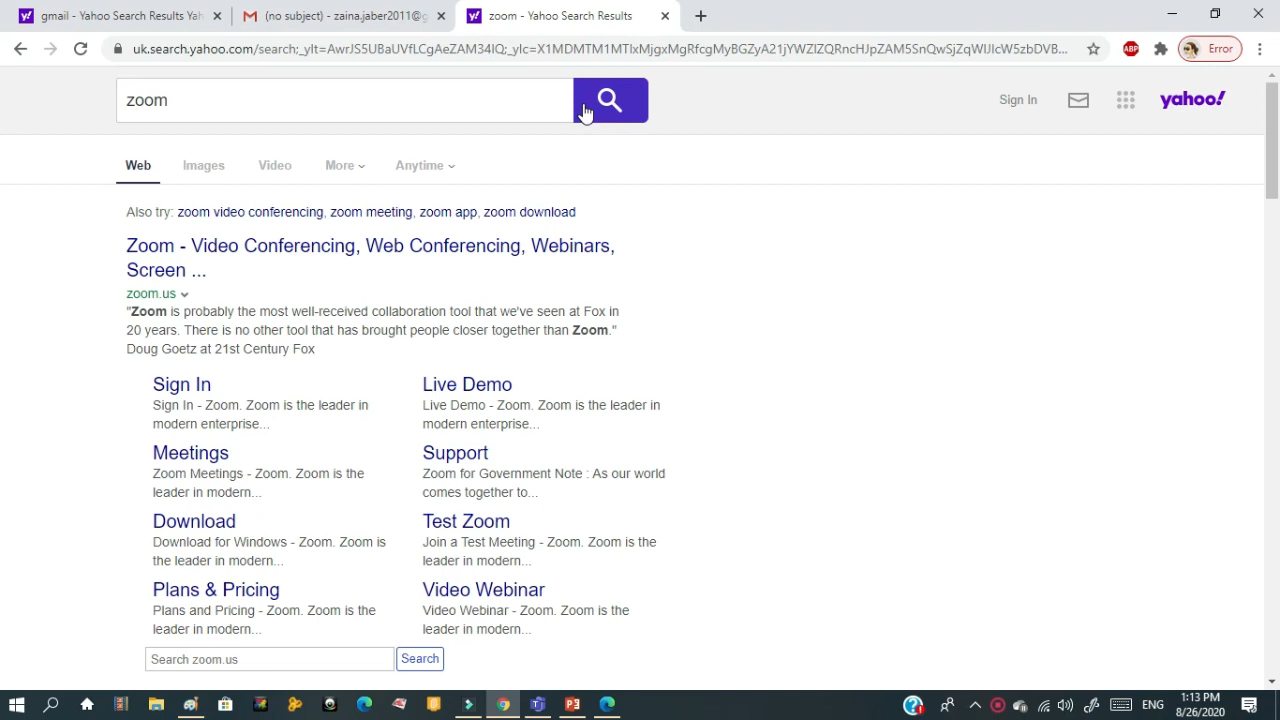 gmail - Yahoo Search Results Yah
(no subject) - zaina.jaber2011@g
zoom - Yahoo Search Results
uk.search.yahoo.com/search;_ylt=AwrJS5UBaUVfLCgAeZAM34lQ;_ylc=X1MDMTM1MTIxMjgxMgRfcgMyBGZyA21jYWZlZQRncHJpZAM5SnQwSjZqWlJIcW5zbDVB...
ABP
Error
zoom
Sign In
yahoo!
Web
Images
Video
More
Anytime
Also try: zoom video conferencing, zoom meeting, zoom app, zoom download
Zoom - Video Conferencing, Web Conferencing, Webinars,
Screen ...
zoom.us
"Zoom is probably the most well-received collaboration tool that we've seen at Fox in
20 years. There is no other tool that has brought people closer together than Zoom."
Doug Goetz at 21st Century Fox
Sign In
Sign In - Zoom. Zoom is the leader in
modern enterprise...
Live Demo
Live Demo - Zoom. Zoom is the leader in
modern enterprise...
Meetings
Zoom Meetings - Zoom. Zoom is the
leader in modern...
Support
Zoom for Government Note : As our world
comes together to...
Download
Download for Windows - Zoom. Zoom is
the leader in modern...
Test Zoom
Join a Test Meeting - Zoom. Zoom is the
leader in modern...
Plans & Pricing
Plans and Pricing - Zoom. Zoom is the
leader in modern...
Video Webinar
Video Webinar - Zoom. Zoom is the
leader in modern...
Search zoom.us
Search
ENG
1:13 PM
8/26/2020